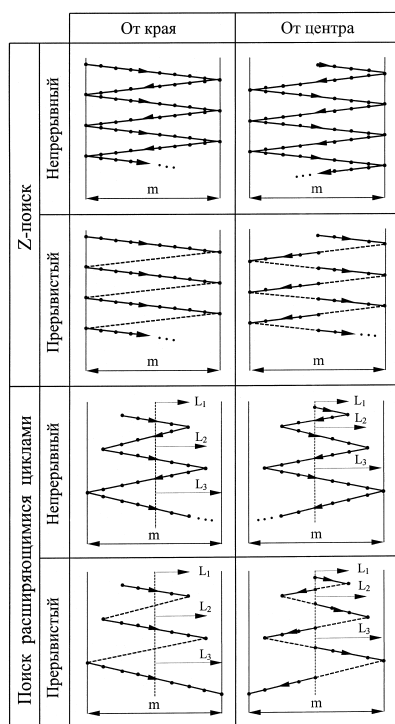 От края
От центра
Z-поиск
Непрерывный
m
m
Прерывистый
m
m
Поиск расширяющимися циклами
Непрерывный
L1
L2
L3
m
L1
L2
L3
m
Прерывистый
L1
L2
L3
m
L1
L2
L3
m